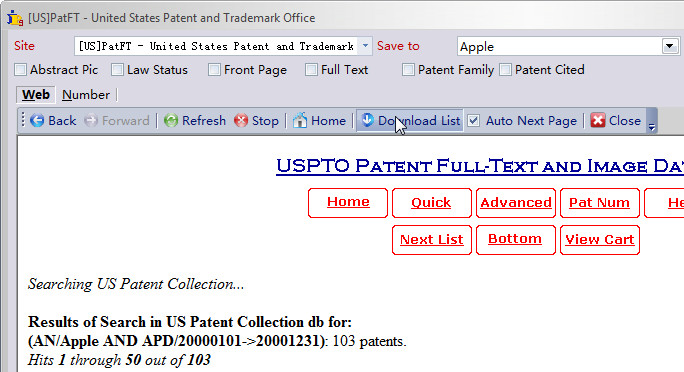 [US]PatFT - United States Patent and Trademark Office
Site [US]PatFT - United States Patent and Trademark Save to Apple
Abstract Pic Law Status Front Page Full Text Patent Family Patent Cited
Web Number
Back Forward Refresh Stop Home Download List Auto Next Page Close
USPTO PATENT FULL-TEXT AND IMAGE DAT
Home Quick Advanced Pat Num He
Next List Bottom View Cart
Searching US Patent Collection...
Results of Search in US Patent Collection db for:
(AN/Apple AND APD/20000101->20001231): 103 patents.
Hits 1 through 50 out of 103